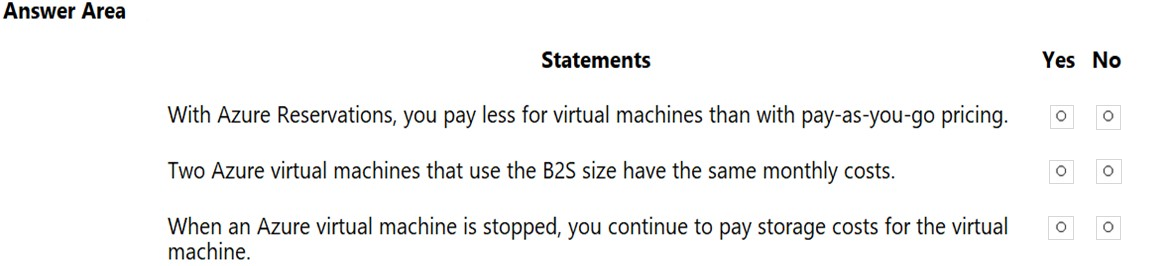 Answer Area
Statements Yes No
With Azure Reservations, you pay less for virtual machines than with pay-as-you-go pricing.
Two Azure virtual machines that use the B2S size have the same monthly costs.
When an Azure virtual machine is stopped, you continue to pay storage costs for the virtual
machine.